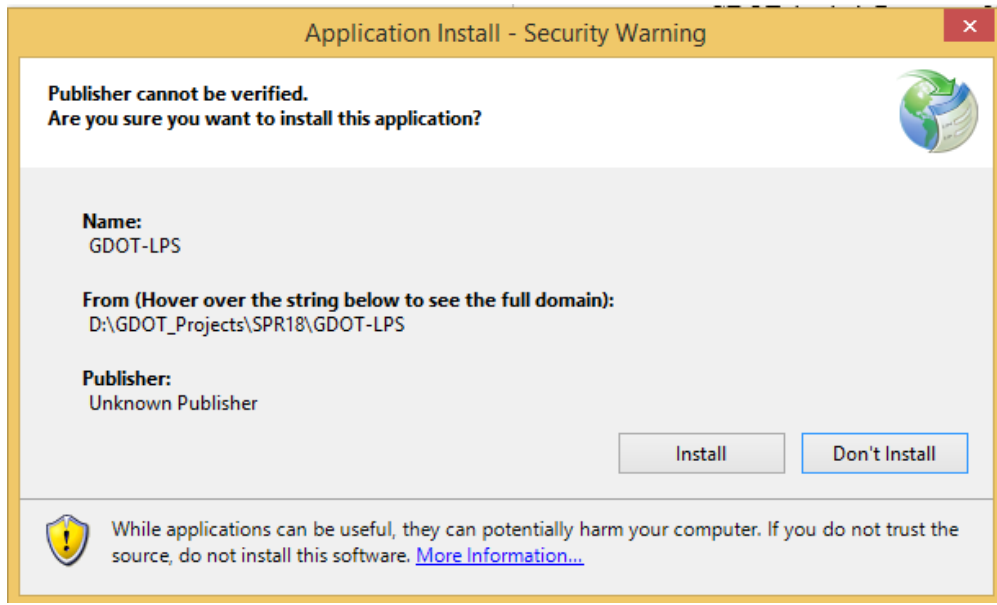 Application Install - Security Warning
Publisher cannot be verified.
Are you sure you want to install this application?
Name:
GDOT-LPS
From (Hover over the string below to see the full domain):
D:\GDOT_Projects\SPR18\GDOT-LPS
Publisher:
Unknown Publisher
Install
Don't Install
While applications can be useful, they can potentially harm your computer. If you do not trust the
source, do not install this software. More Information...